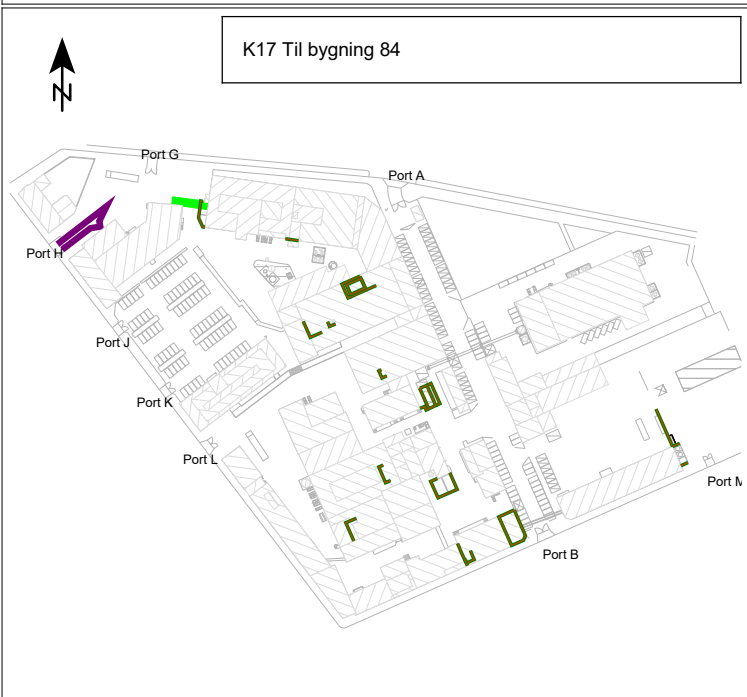 K17 Til bygning 84
N
Port G
Port A
Port H
Port J
Port K
Port L
Port M
Port B